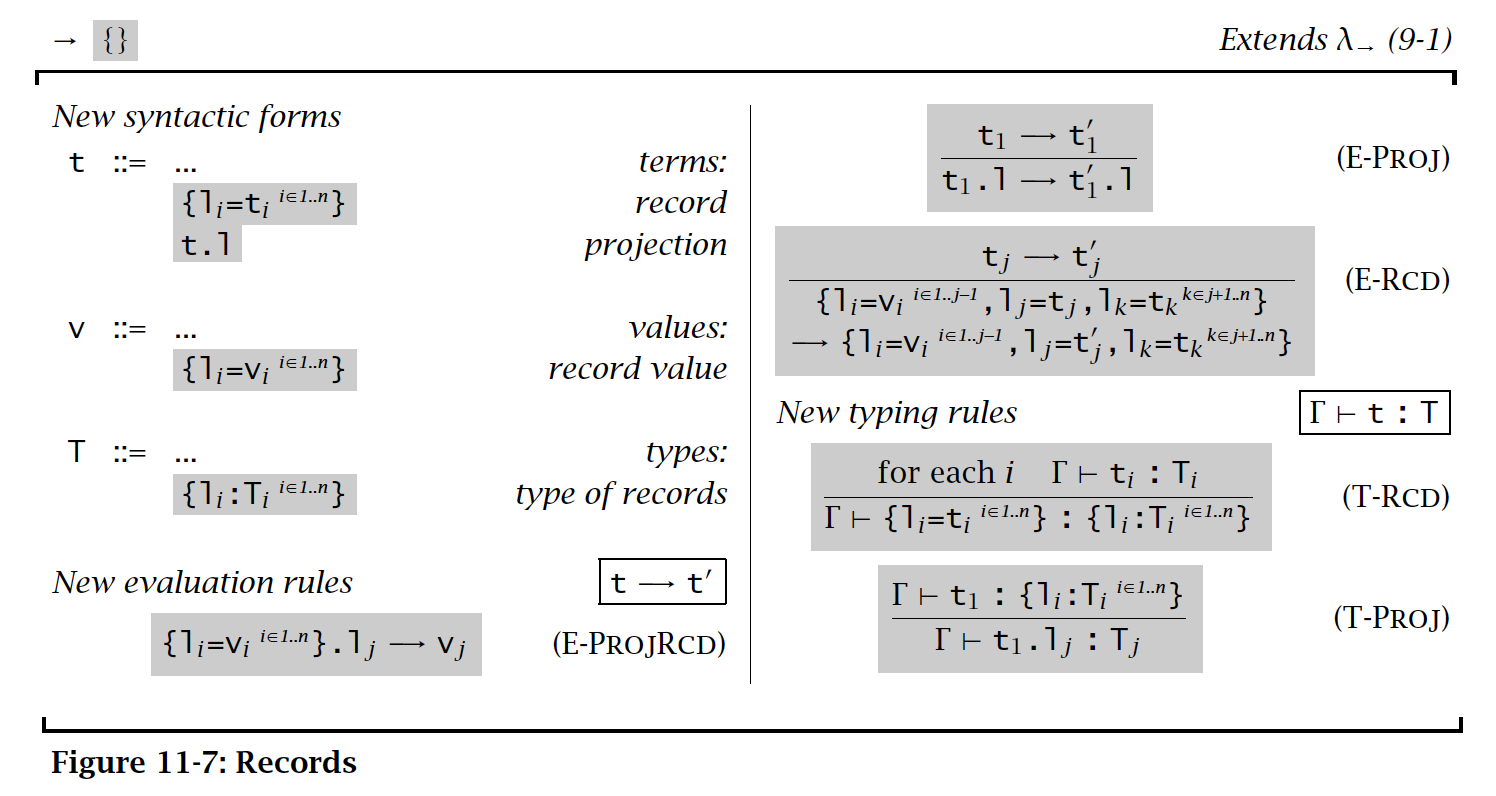 → {} Extends λ→ (9-1)
New syntactic forms
t ::= ... terms:
{lᵢ=tᵢ ^{i∈1..n}} record
t.l projection
v ::= ... values:
{lᵢ=vᵢ ^{i∈1..n}} record value
T ::= ... types:
{lᵢ:Tᵢ ^{i∈1..n}} type of records
New evaluation rules t ⟶ t′
{lᵢ=vᵢ ^{i∈1..n}}.lⱼ ⟶ vⱼ (E-PROJRCD)
t₁ ⟶ t₁′
t₁.l ⟶ t₁′.l (E-PROJ)
tⱼ ⟶ tⱼ′
{lᵢ=vᵢ ^{i∈1..j–1},lⱼ=tⱼ,lₖ=tₖ ^{k∈j+1..n}} (E-RCD)
⟶ {lᵢ=vᵢ ^{i∈1..j–1},lⱼ=tⱼ′,lₖ=tₖ ^{k∈j+1..n}}
New typing rules Γ ⊢ t : T
for each i Γ ⊢ tᵢ : Tᵢ
Γ ⊢ {lᵢ=tᵢ ^{i∈1..n}} : {lᵢ:Tᵢ ^{i∈1..n}} (T-RCD)
Γ ⊢ t₁ : {lᵢ:Tᵢ ^{i∈1..n}}
Γ ⊢ t₁.lⱼ : Tⱼ (T-PROJ)
Figure 11-7: Records